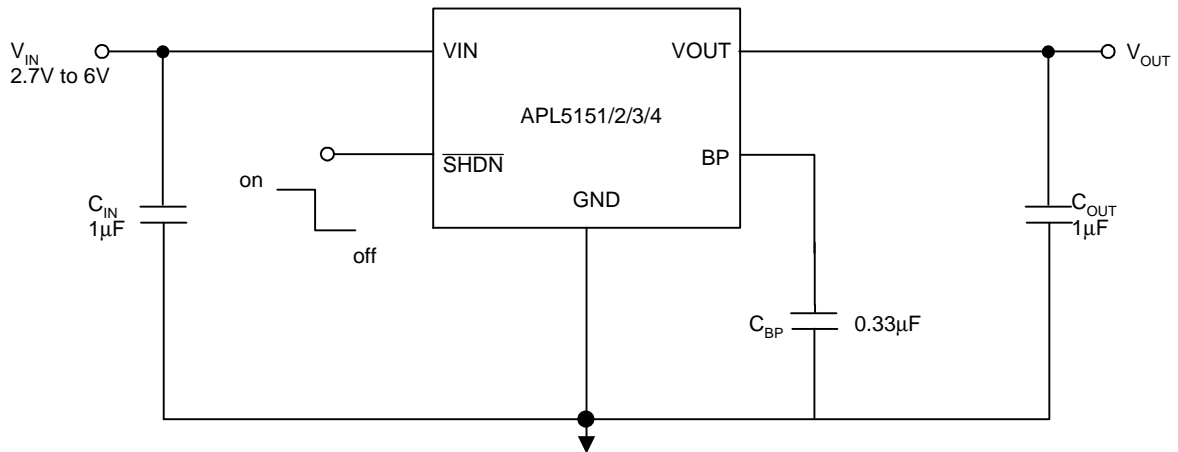 VIN
2.7V to 6V
VIN
VOUT
VOUT
APL5151/2/3/4
SHDN
BP
on
off
GND
CIN
1μF
COUT
1μF
CBP
0.33μF